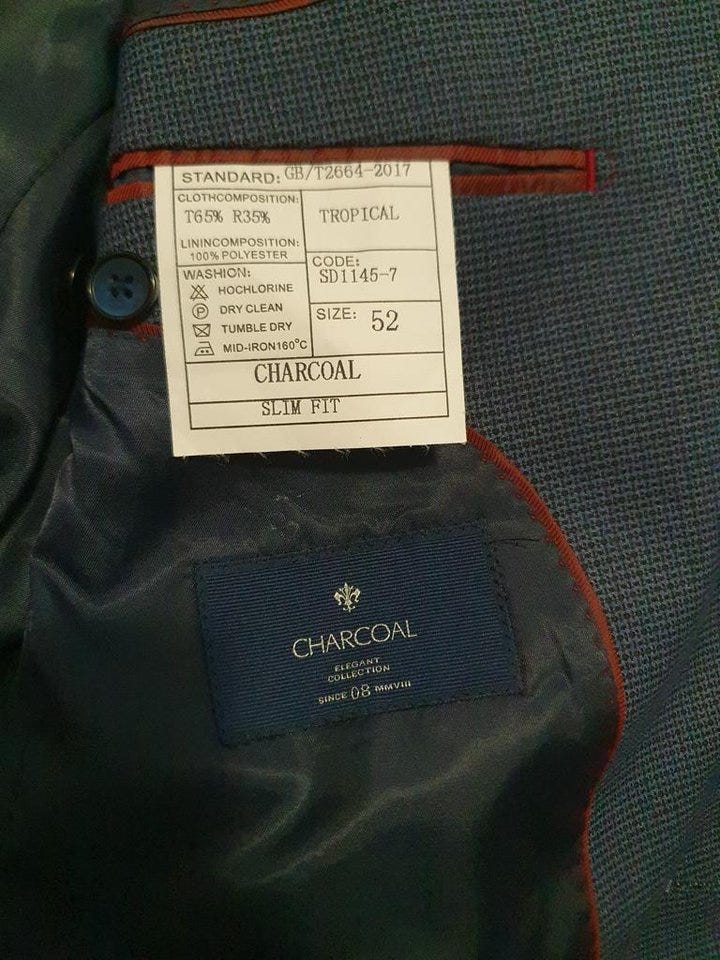 STANDARD: GB/T2664-2017
CLOTHCOMPOSITION:
T65% R35%
TROPICAL
LININCOMPOSITION:
100% POLYESTER
WASHION:
HOCHLORINE
DRY CLEAN
TUMBLE DRY
MID-IRON160°C
CODE:
SD1145-7
SIZE: 52
CHARCOAL
SLIM FIT
CHARCOAL
ELEGANT
COLLECTION
SINCE 08 MMVIII